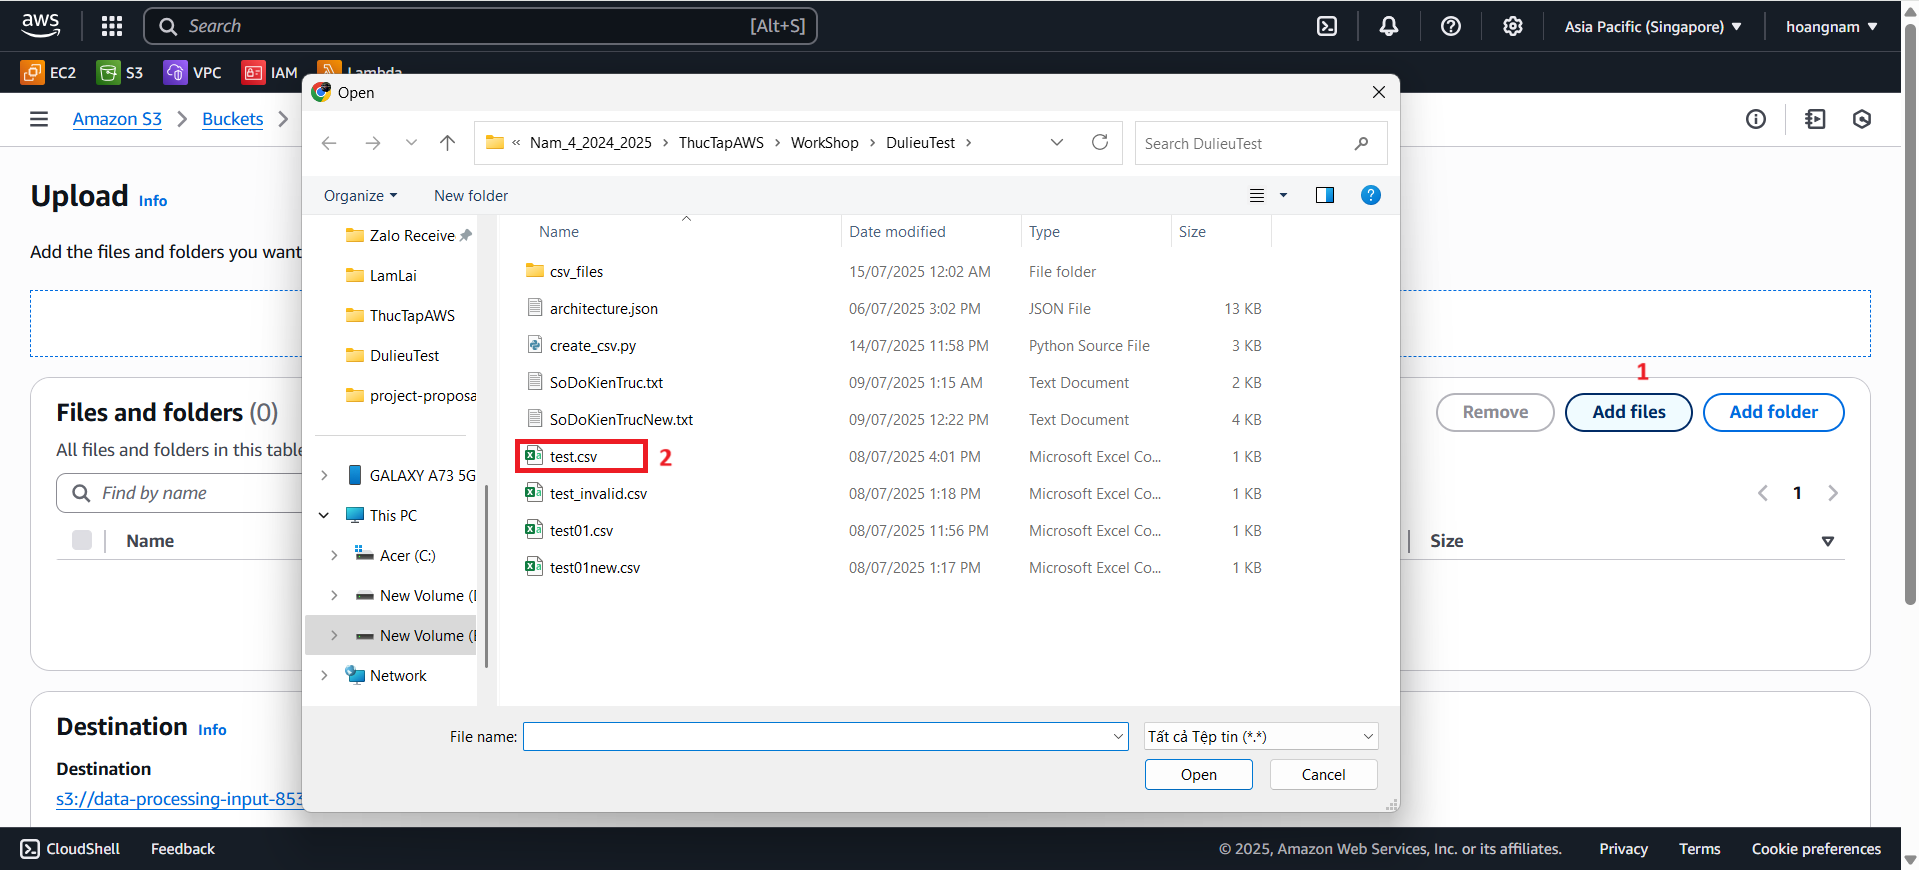 aws
Search [Alt+S]
Asia Pacific (Singapore)
hoangnam
EC2 S3 VPC IAM Lambda
Open
Amazon S3 > Buckets >
« Nam_4_2024_2025 > ThucTapAWS > WorkShop > DulieuTest >
Search DulieuTest
Organize New folder
Upload Info
Add the files and folders you want
Name Date modified Type Size
Zalo Receive
LamLai
ThucTapAWS
DulieuTest
project-proposa
GALAXY A73 5G
This PC
Acer (C:)
New Volume (
New Volume (
Network
csv_files 15/07/2025 12:02 AM File folder
architecture.json 06/07/2025 3:02 PM JSON File 13 KB
create_csv.py 14/07/2025 11:58 PM Python Source File 3 KB
SoDoKienTruc.txt 09/07/2025 1:15 AM Text Document 2 KB
SoDoKienTrucNew.txt 09/07/2025 12:22 PM Text Document 4 KB
test.csv 08/07/2025 4:01 PM Microsoft Excel Co... 1 KB
2
test_invalid.csv 08/07/2025 1:18 PM Microsoft Excel Co... 1 KB
test01.csv 08/07/2025 11:56 PM Microsoft Excel Co... 1 KB
test01new.csv 08/07/2025 1:17 PM Microsoft Excel Co... 1 KB
File name: Tất cả Tệp tin (*.*)
Open Cancel
1
Files and folders (0)
Remove Add files Add folder
All files and folders in this table
Find by name
1
Name Size
Destination Info
Destination
s3://data-processing-input-853
CloudShell Feedback
© 2025, Amazon Web Services, Inc. or its affiliates. Privacy Terms Cookie preferences